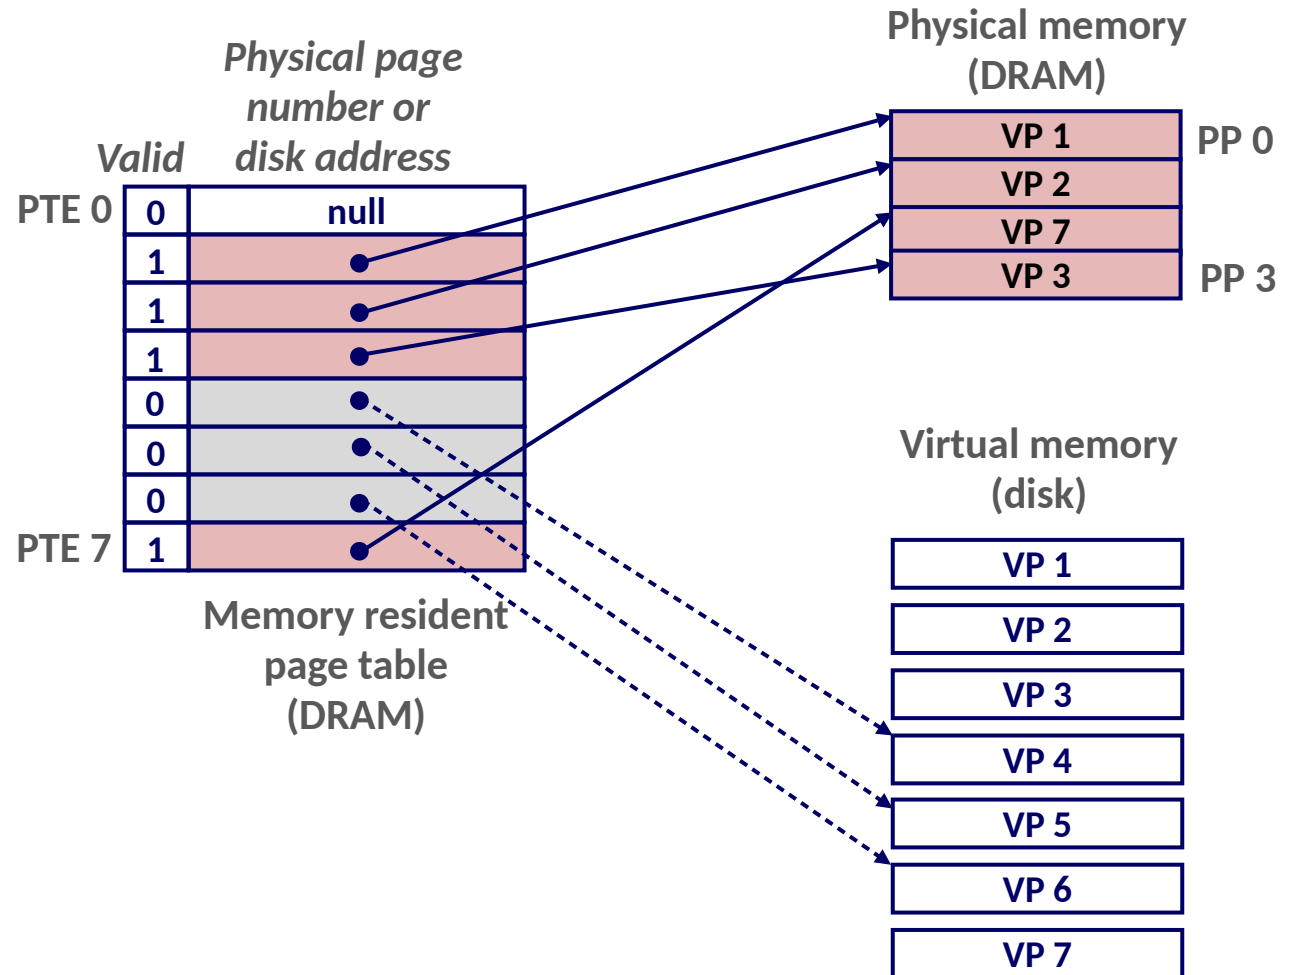 Physical memory
(DRAM)
Physical page
number or
disk address
Valid
PTE 0
0
null
1
1
1
0
0
0
PTE 7
1
Memory resident
page table
(DRAM)
VP 1
PP 0
VP 2
VP 7
VP 3
PP 3
Virtual memory
(disk)
VP 1
VP 2
VP 3
VP 4
VP 5
VP 6
VP 7